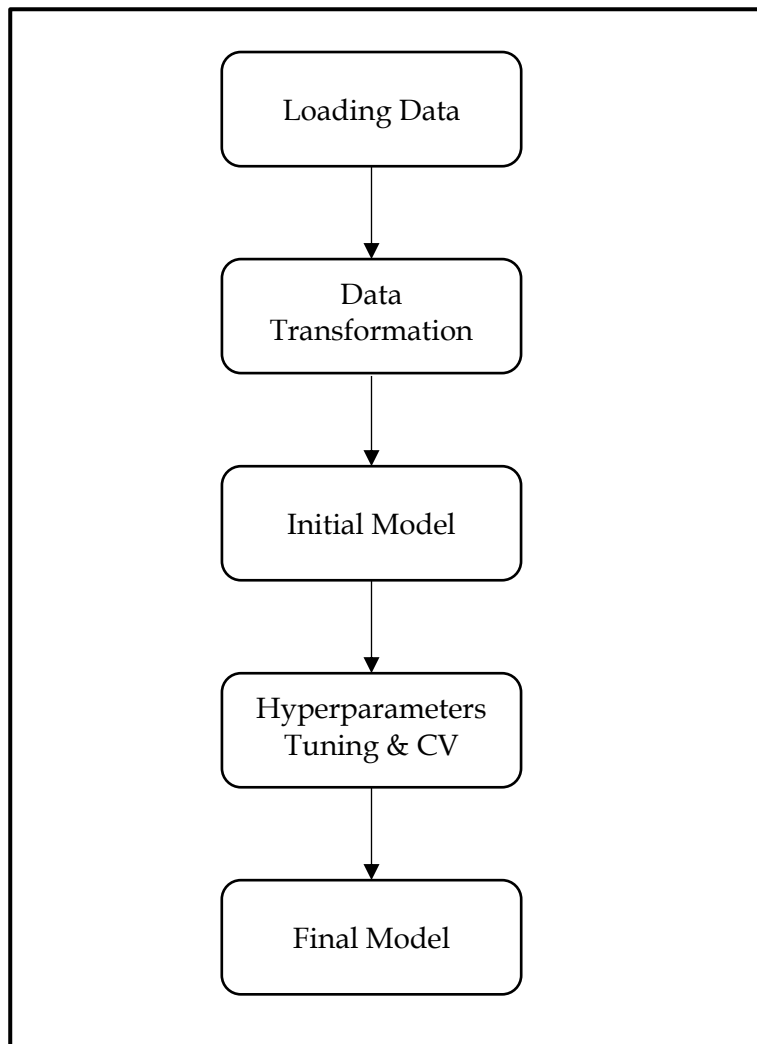 Loading Data
Data
Transformation
Initial Model
Hyperparameters
Tuning & CV
Final Model